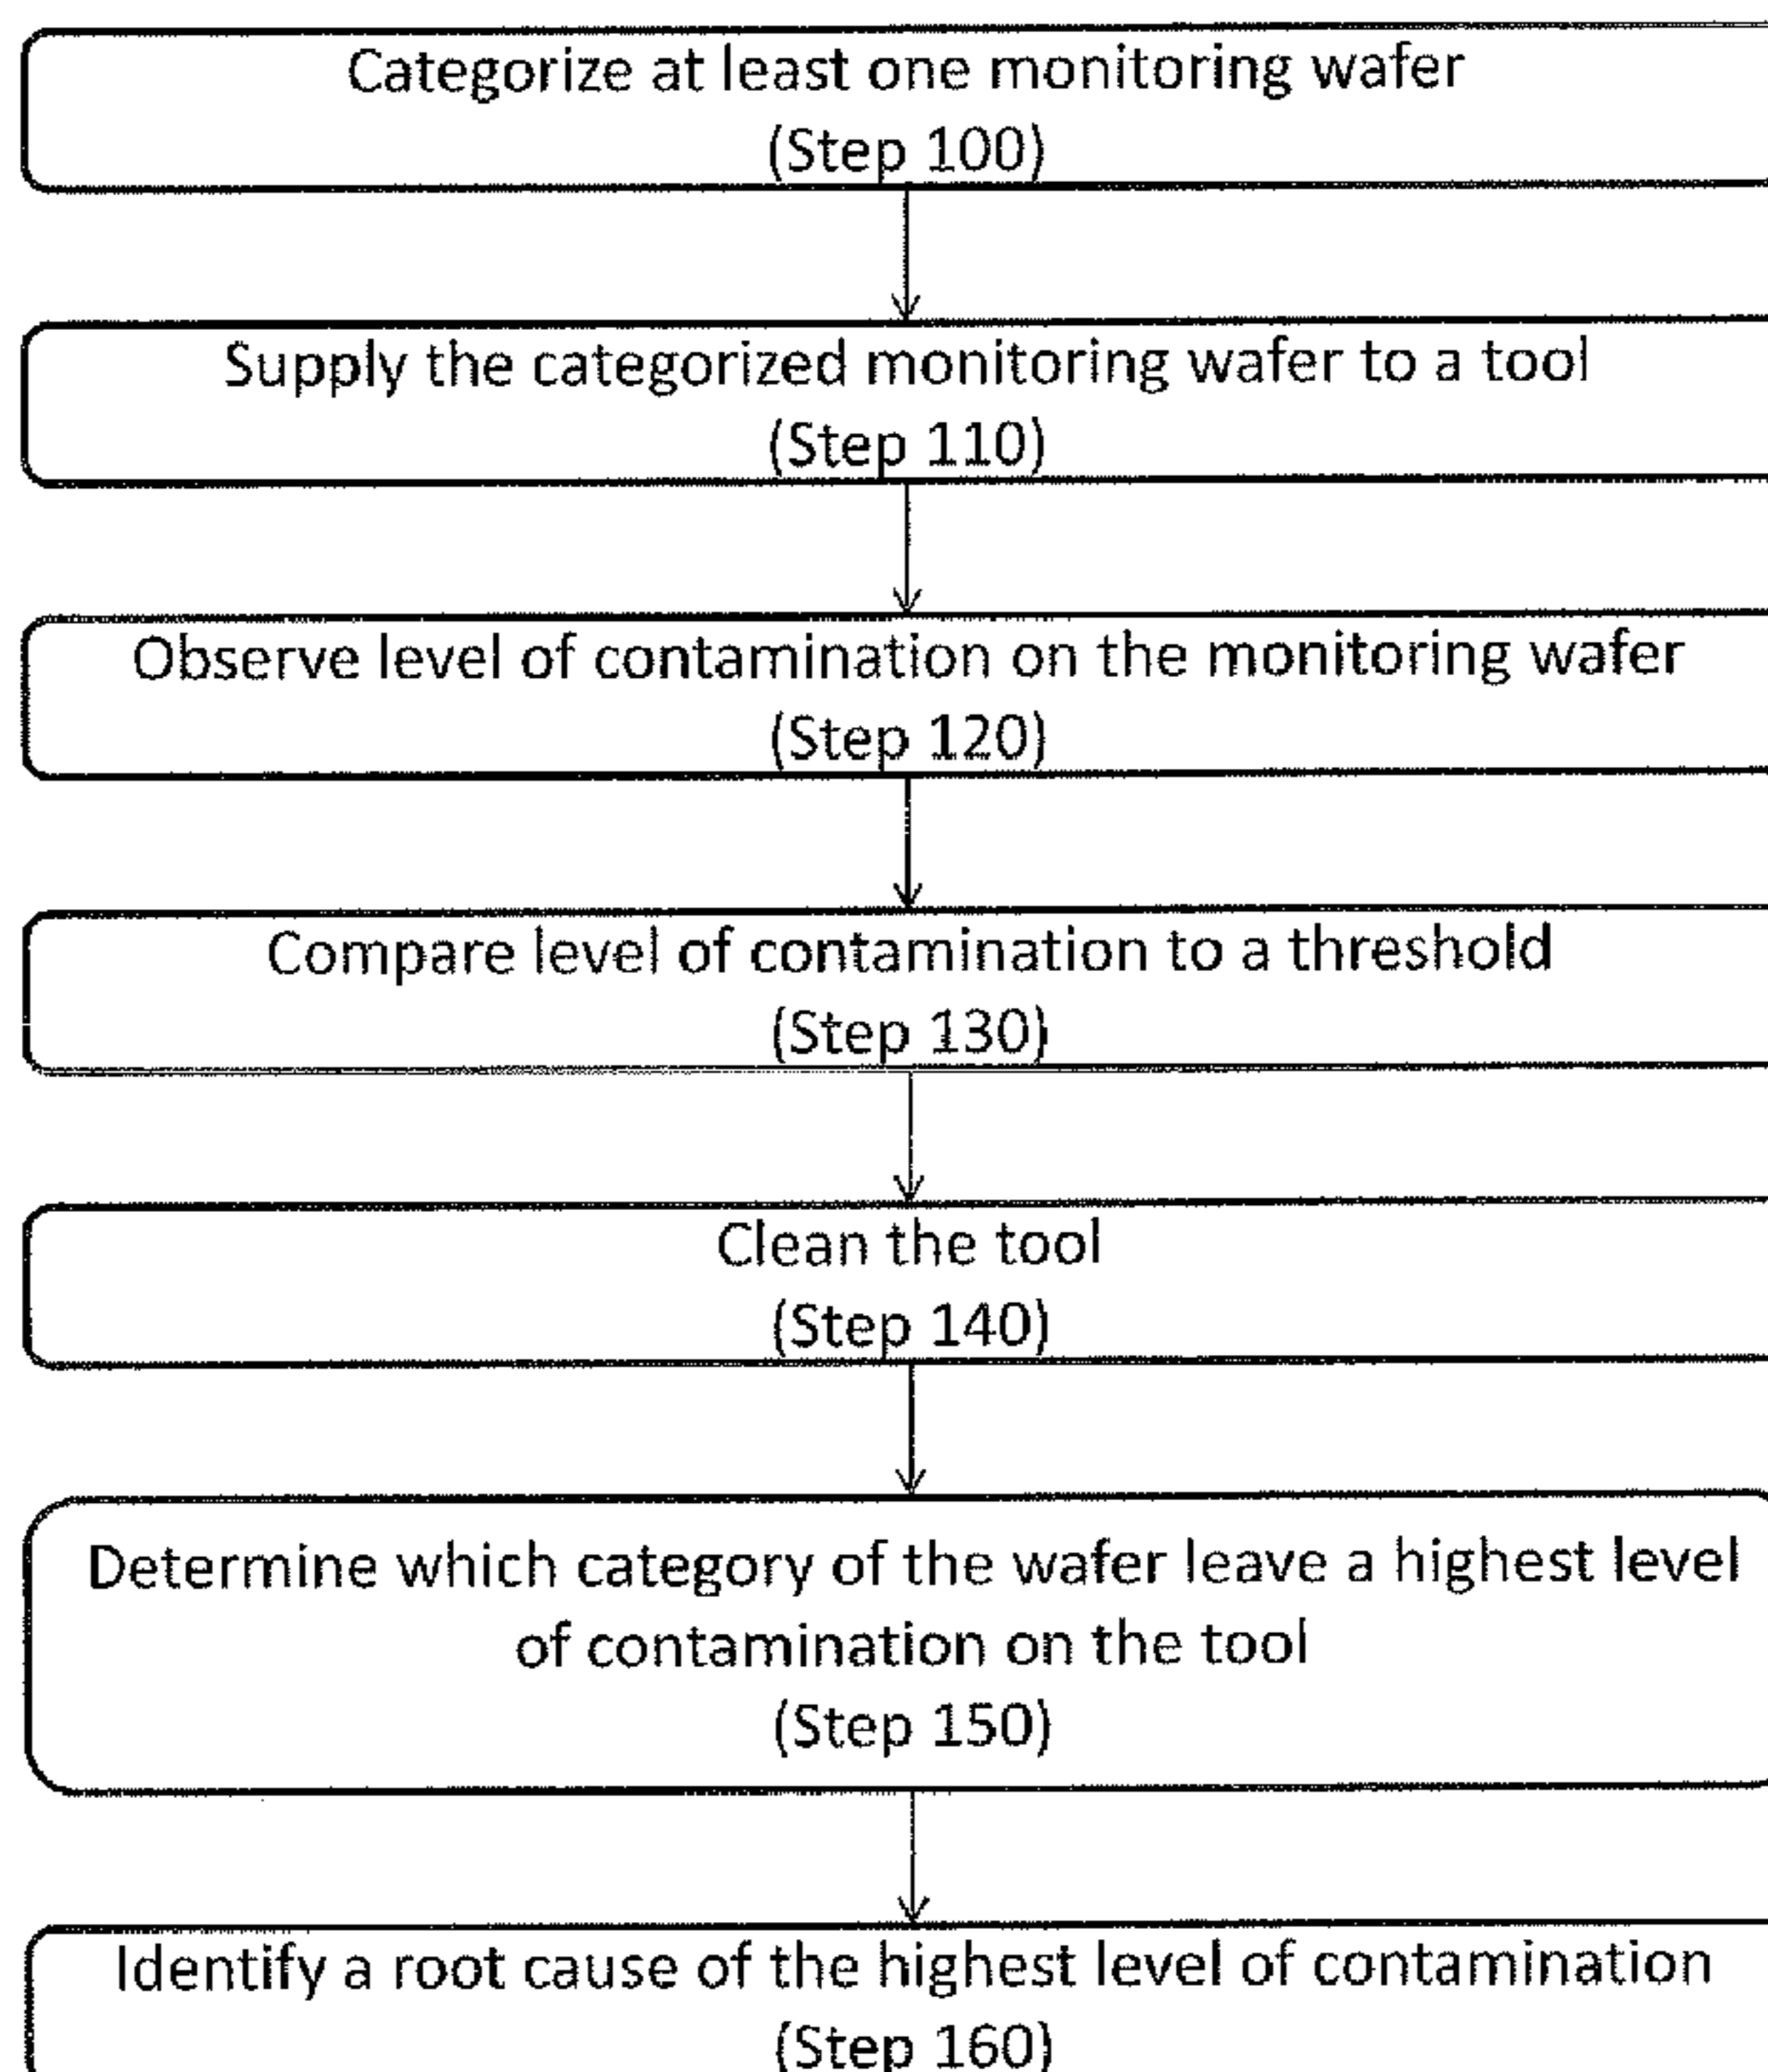 Categorize at least one monitoring wafer
(Step 100)
Supply the categorized monitoring wafer to a tool
(Step 110)
Observe level of contamination on the monitoring wafer
(Step 120)
Compare level of contamination to a threshold
(Step 130)
Clean the tool
(Step 140)
Determine which category of the wafer leave a highest level
of contamination on the tool
(Step 150)
Identify a root cause of the highest level of contamination
(Step 160)